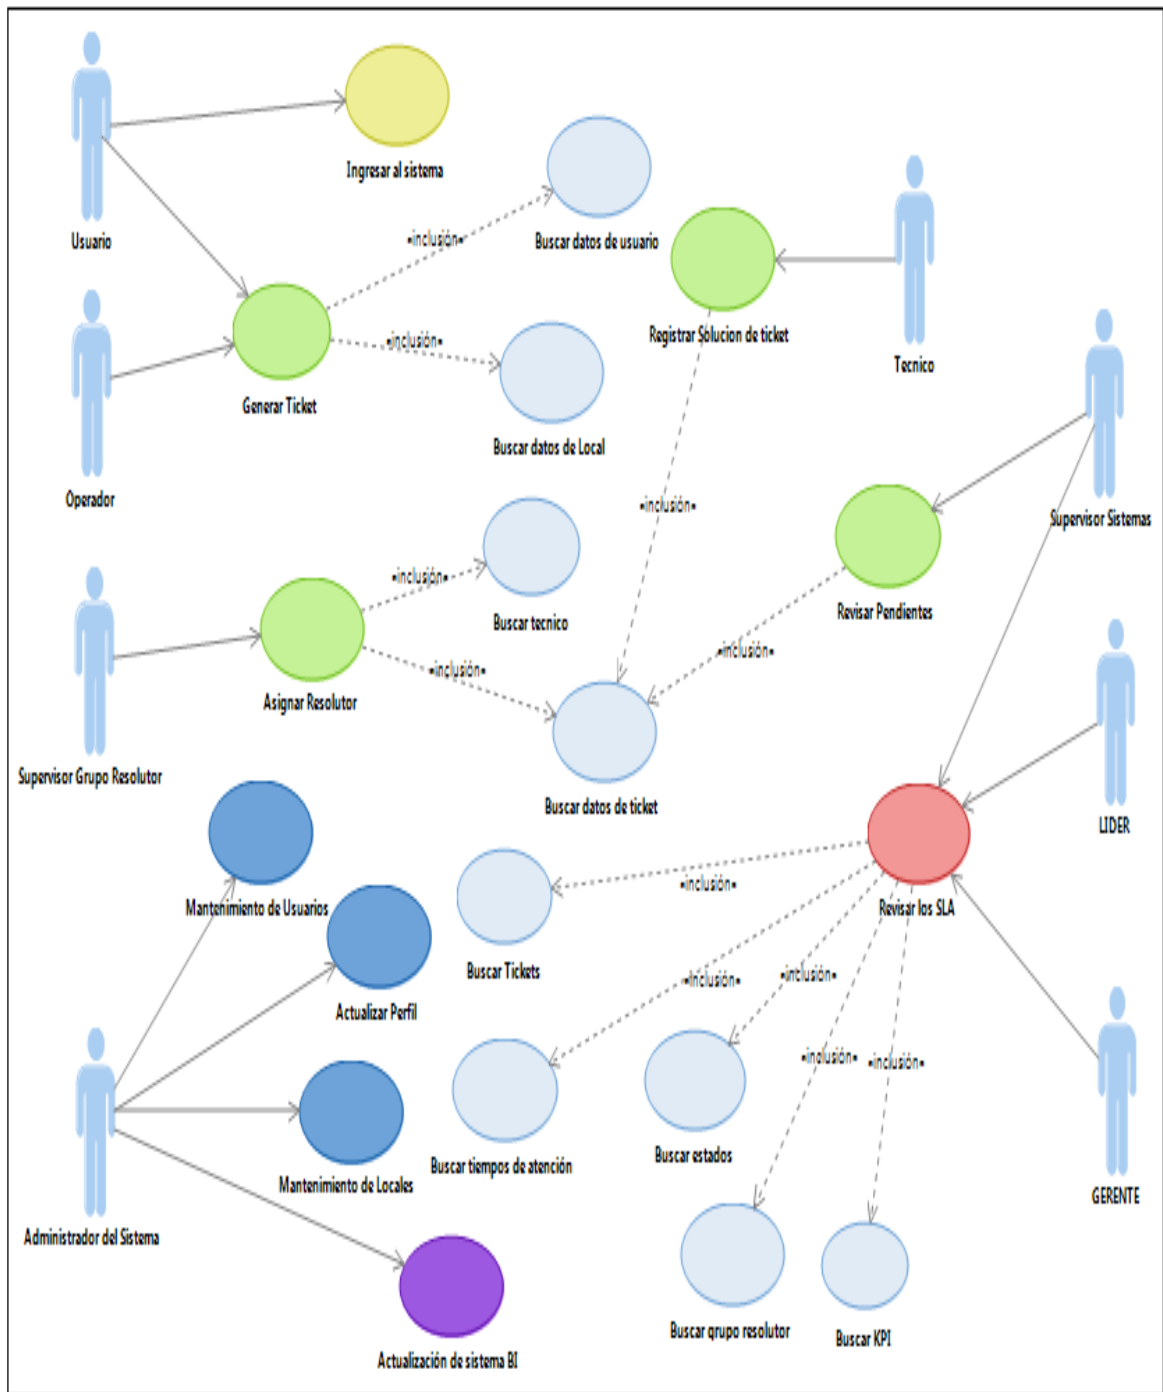 Ingresar al sistema
Usuario
«inclusión»
Buscar datos de usuario
Registrar Solucion de ticket
«inclusión»
Tecnico
Generar Ticket
Buscar datos de Local
Operador
«inclusión»
Supervisor Sistemas
«inclusión»
Buscar tecnico
Revisar Pendientes
«inclusión»
«inclusión»
Asignar Resolutor
Supervisor Grupo Resolutor
Buscar datos de ticket
LIDER
«inclusión»
Mantenimiento de Usuarios
Revisar los SLA
Buscar Tickets
«inclusión»
«inclusión»
Actualizar Perfil
«inclusión»
«inclusión»
Buscar estados
Buscar tiempos de atención
Mantenimiento de Locales
GERENTE
Administrador del Sistema
Buscar grupo resolutor
Buscar KPI
Actualización de sistema BI